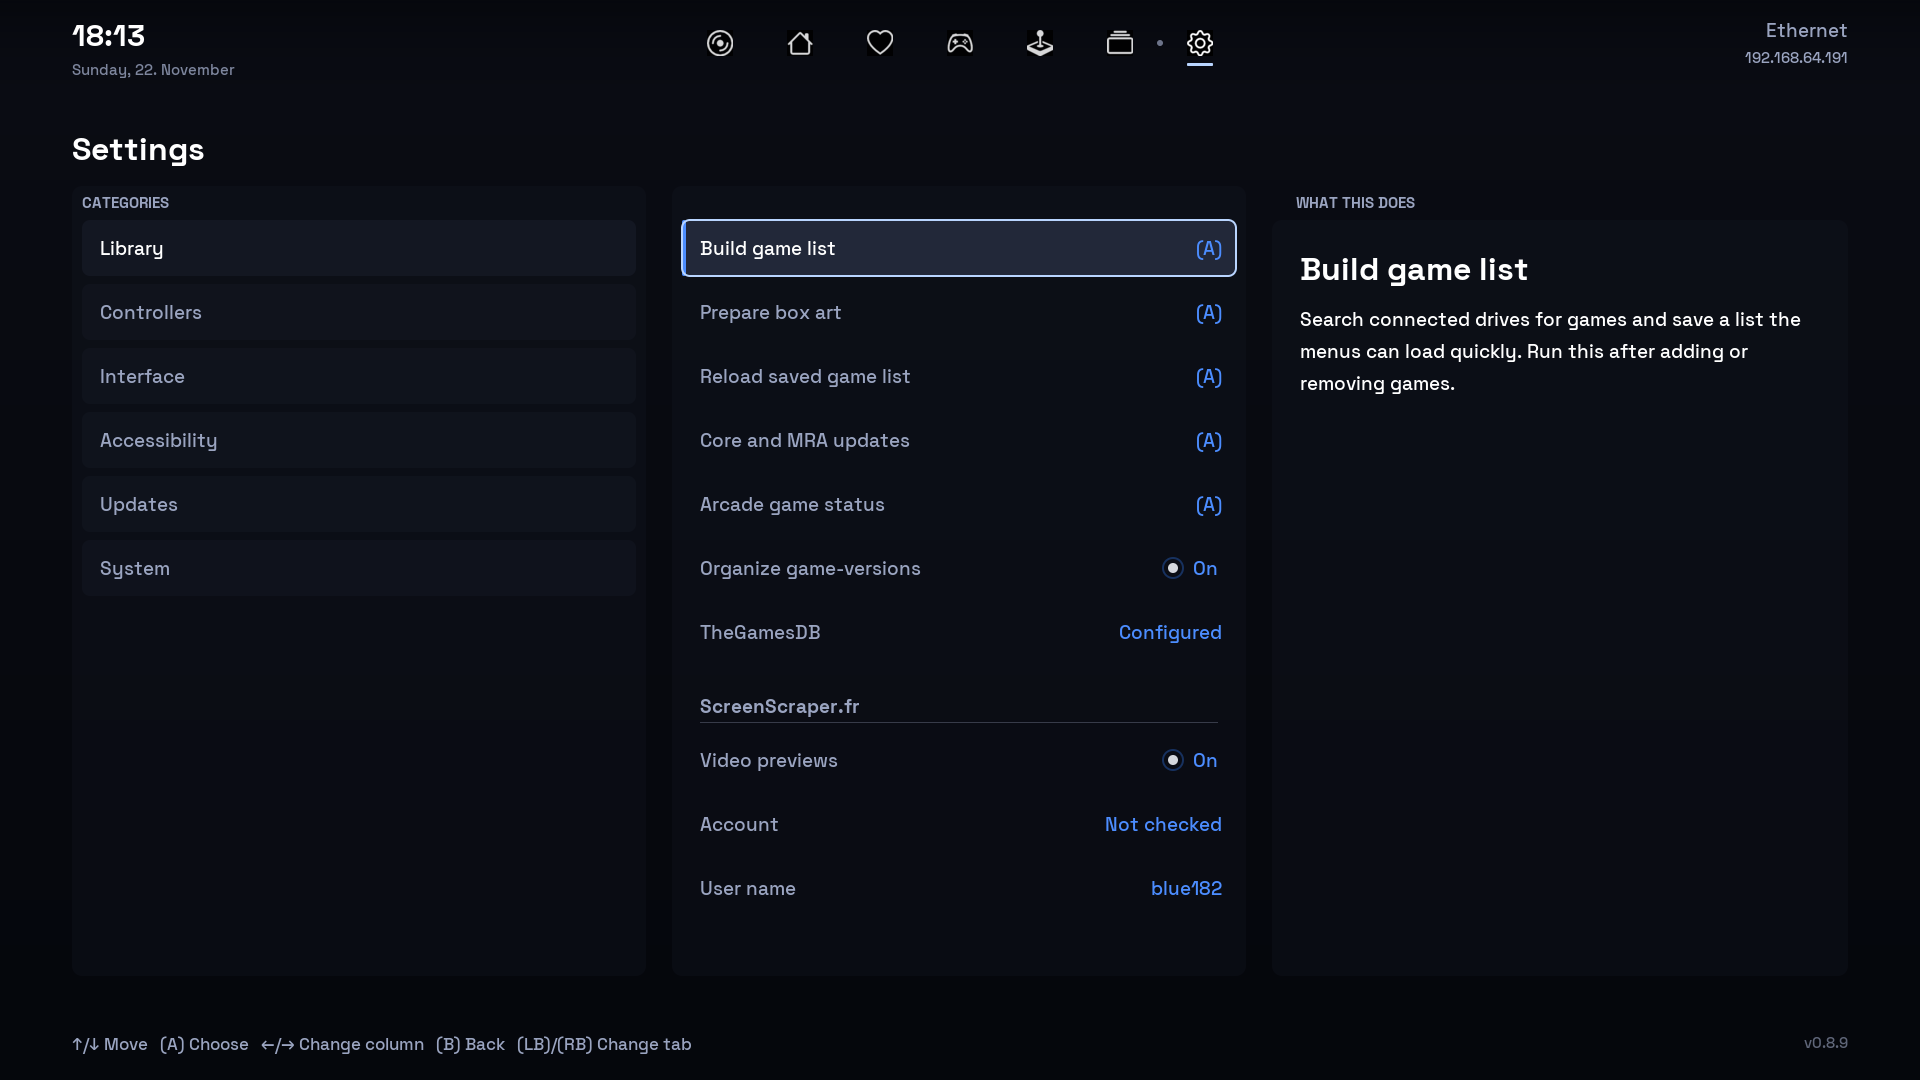 18:13
Sunday, 22. November
Ethernet
192.168.64.191
Settings
CATEGORIES
Library
Controllers
Interface
Accessibility
Updates
System
Build game list (A)
Prepare box art (A)
Reload saved game list (A)
Core and MRA updates (A)
Arcade game status (A)
Organize game-versions On
TheGamesDB Configured
ScreenScraper.fr
Video previews On
Account Not checked
User name blue182
WHAT THIS DOES
Build game list
Search connected drives for games and save a list the
menus can load quickly. Run this after adding or
removing games.
↑/↓ Move (A) Choose ←/→ Change column (B) Back (LB)/(RB) Change tab
v0.8.9